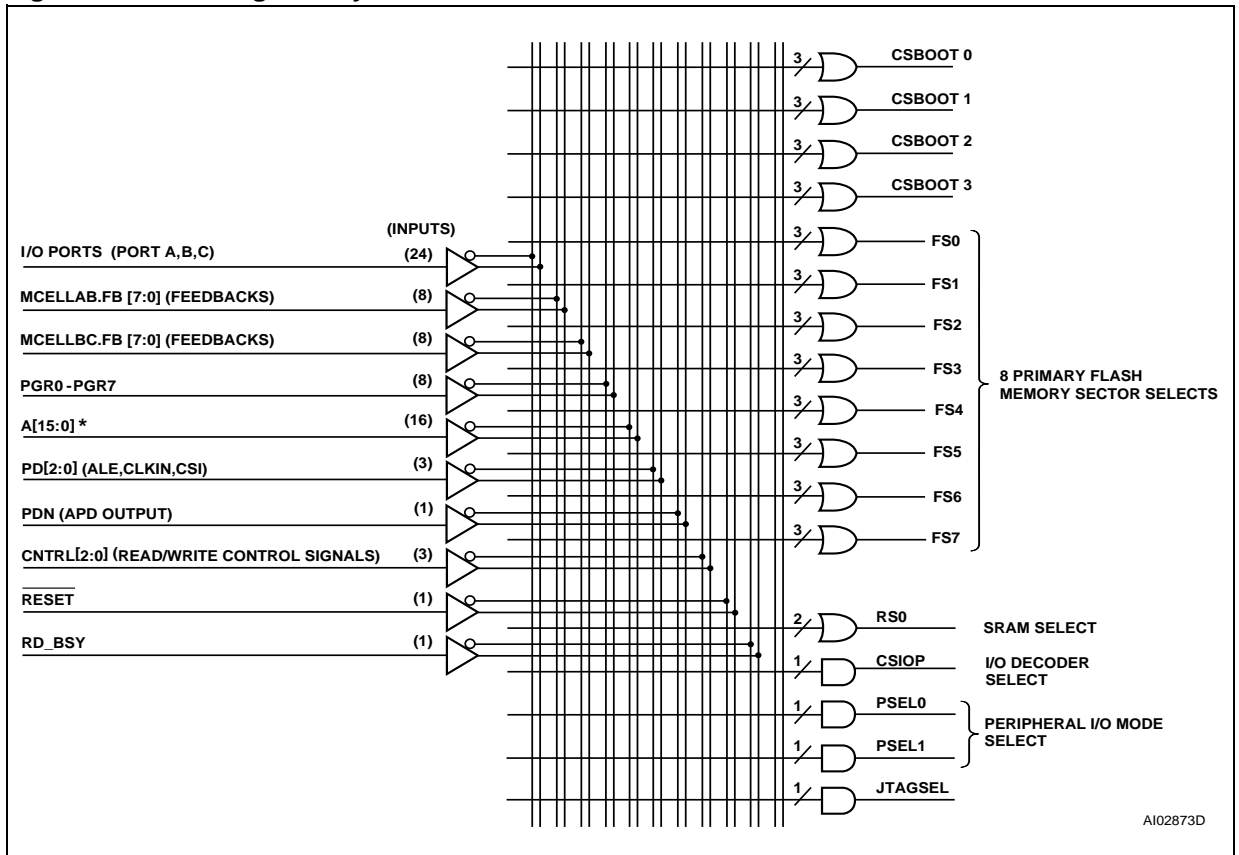 3 CSBOOT 0
3 CSBOOT 1
3 CSBOOT 2
3 CSBOOT 3
(INPUTS)
I/O PORTS (PORT A,B,C) (24)
MCELLAB.FB [7:0] (FEEDBACKS) (8)
MCELLBC.FB [7:0] (FEEDBACKS) (8)
PGR0 -PGR7 (8)
A[15:0] * (16)
PD[2:0] (ALE,CLKIN,CSI) (3)
PDN (APD OUTPUT) (1)
CNTRL[2:0] (READ/WRITE CONTROL SIGNALS) (3)
RESET (1)
RD_BSY (1)
3 FS0
3 FS1
3 FS2
3 FS3
3 FS4
3 FS5
3 FS6
3 FS7
8 PRIMARY FLASH
MEMORY SECTOR SELECTS
2 RS0 SRAM SELECT
1 CSIOP I/O DECODER
SELECT
1 PSEL0
1 PSEL1
PERIPHERAL I/O MODE
SELECT
1 JTAGSEL
AI02873D